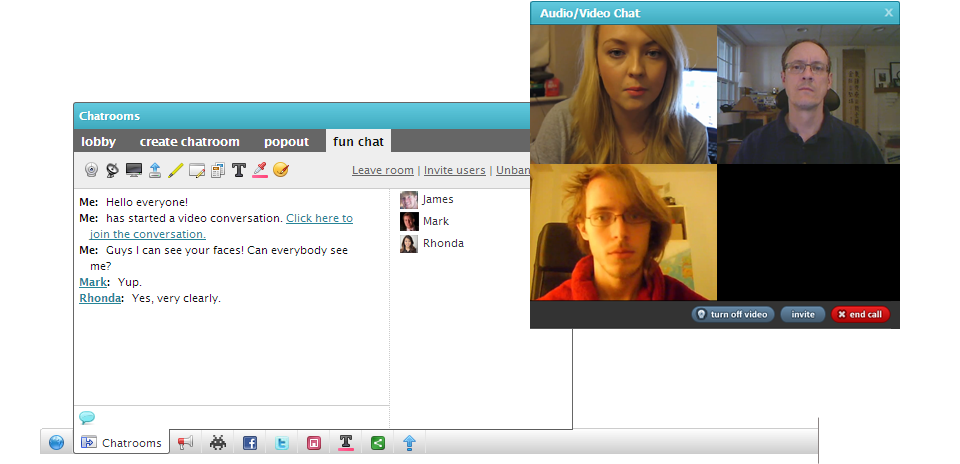 Audio/Video Chat X
Chatrooms
lobby create chatroom popout fun chat
T
Leave room | Invite users | Unban
Me: Hello everyone!
Me: has started a video conversation. Click here to
join the conversation.
Me: Guys I can see your faces! Can everybody see
me?
Mark: Yup.
Rhonda: Yes, very clearly.
James
Mark
Rhonda
turn off video invite end call
Chatrooms f t T